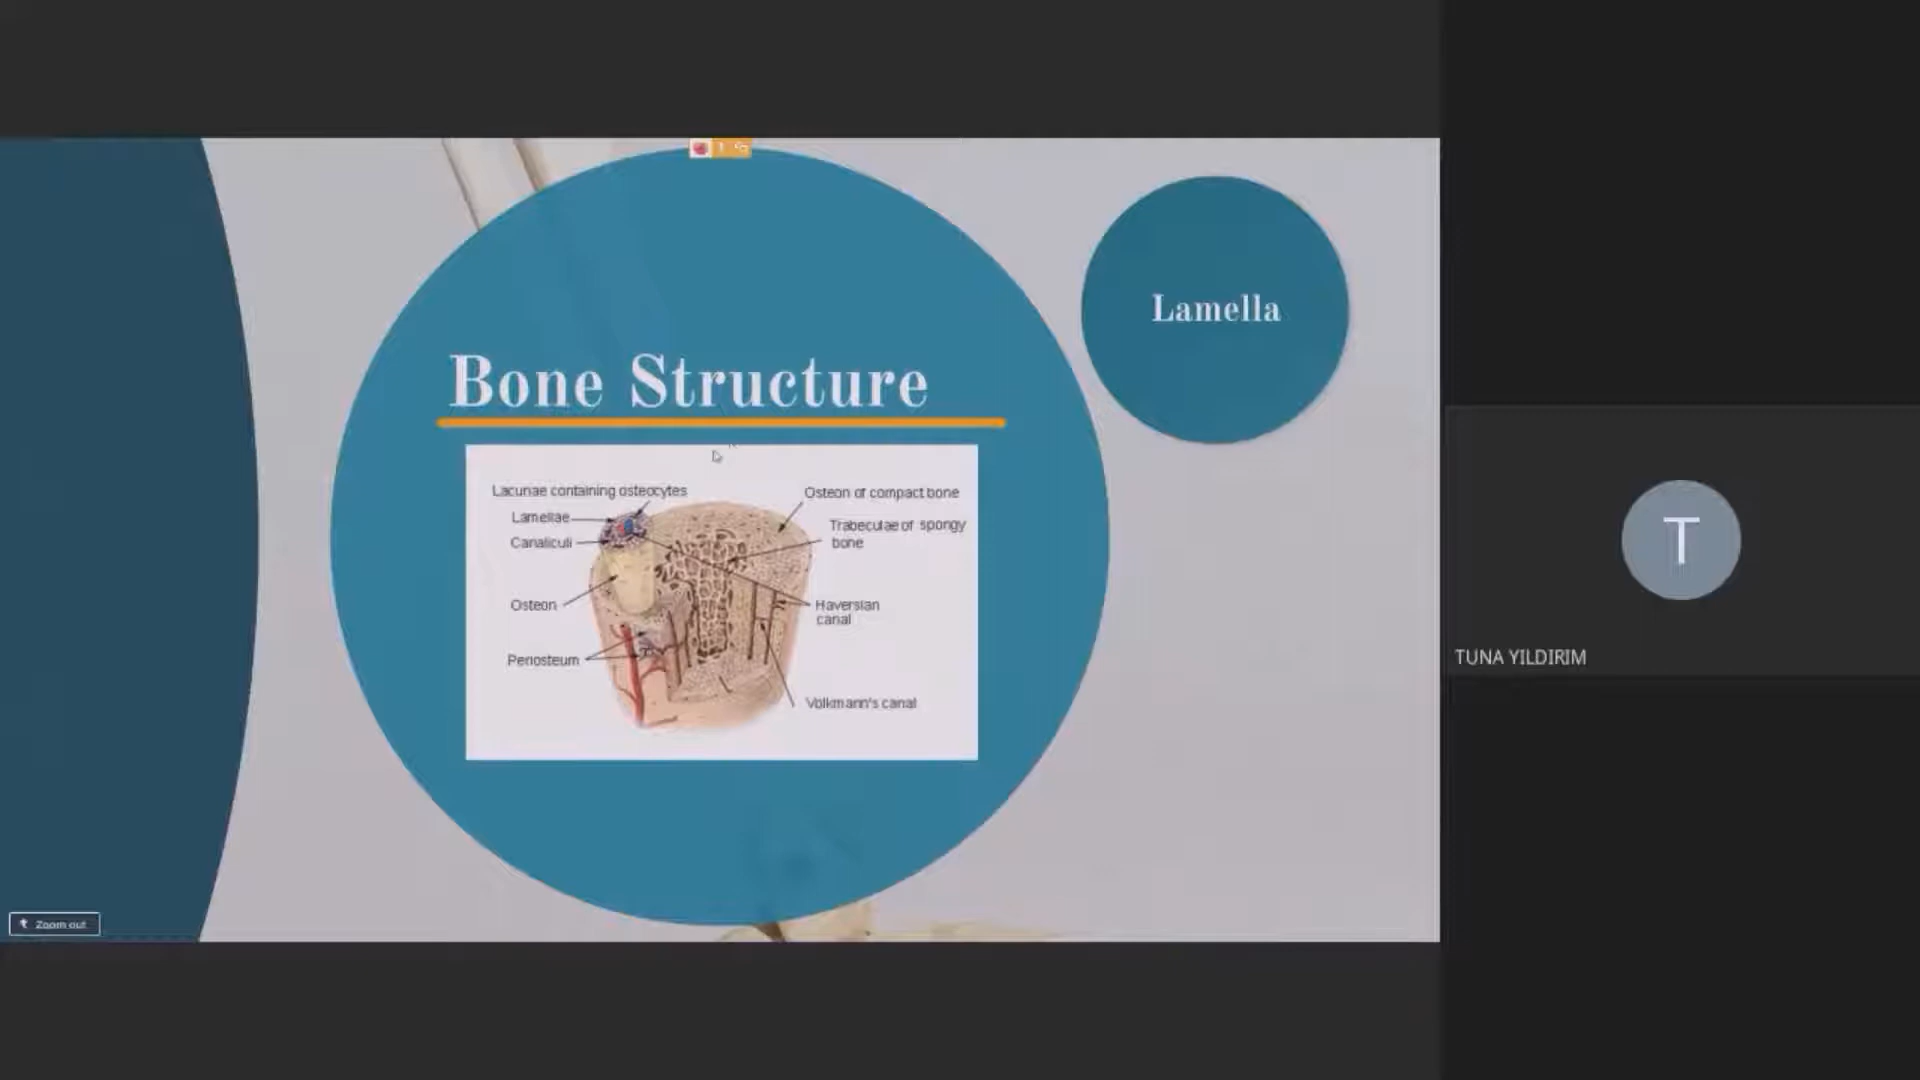 Lamella
Bone Structure
Lacunae containing osteocytes
Lamellae
Canaliculi
Osteon
Periosteum
Osteon of compact bone
Trabeculae of spongy
bone
Haversian
canal
Volkmann's canal
Zoom out
T
TUNA YILDIRIM